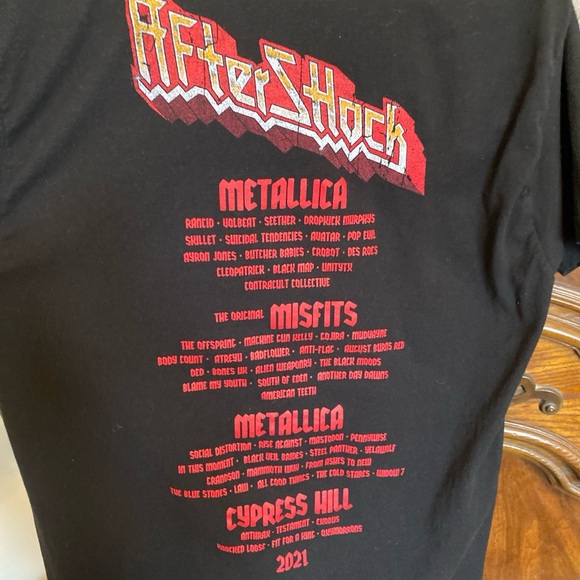 AFterSHock
METALLICA
RANCID · VOLBEAT · SEETHER · DROPKICK MURPHYS
SKILLET · SUICIDAL TENDENCIES · AVATAR · POP EVIL
AYRON JONES · BUTCHER BABIES · CROBOT · DES ROCS
CLEOPATRICK · BLACK MAP · UNITYTX
CONTRACULT COLLECTIVE
THE ORIGINAL MISFITS
THE OFFSPRING · MACHINE GUN KELLY · GOJIRA · MUDVAYNE
BODY COUNT · ATREYU · BADFLOWER · ANTI-FLAG · AUGUST BURNS RED
DED · BONES UK · ALIEN WEAPONRY · THE BLACK MOODS
BLAME MY YOUTH · SOUTH OF EDEN · ANOTHER DAY DAWNS
AMERICAN TEETH
METALLICA
SOCIAL DISTORTION · RISE AGAINST · MASTODON · PENNYWISE
IN THIS MOMENT · BLACK VEIL BRIDES · STEEL PANTHER · YELAWOLF
GRANDSON · MAMMOTH WVH · FROM ASHES TO NEW
THE BLUE STONES · LAW · ALL GOOD THINGS · THE COLD STARES · WIDOW 7
CYPRESS HILL
ANTHRAX · TESTAMENT · EXODUS
KNOCKED LOOSE · FIT FOR A KING · OXYMORRONS
2021